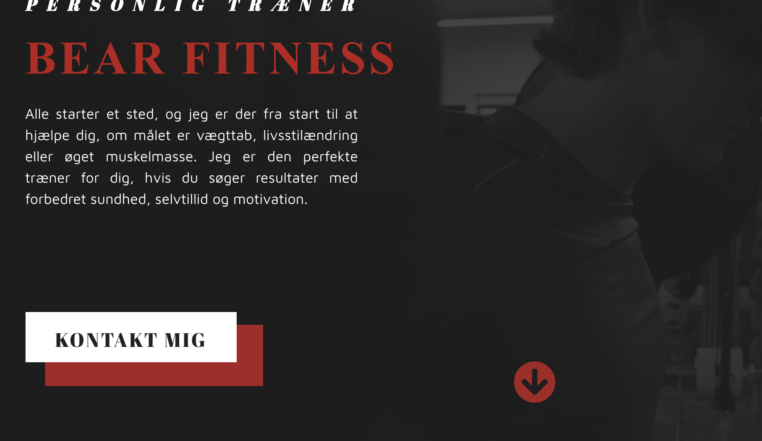 PERSONLIG TRÆNER
BEAR FITNESS
Alle starter et sted, og jeg er der fra start til at
hjælpe dig, om målet er vægttab, livsstilændring
eller øget muskelmasse. Jeg er den perfekte
træner for dig, hvis du søger resultater med
forbedret sundhed, selvtillid og motivation.
KONTAKT MIG